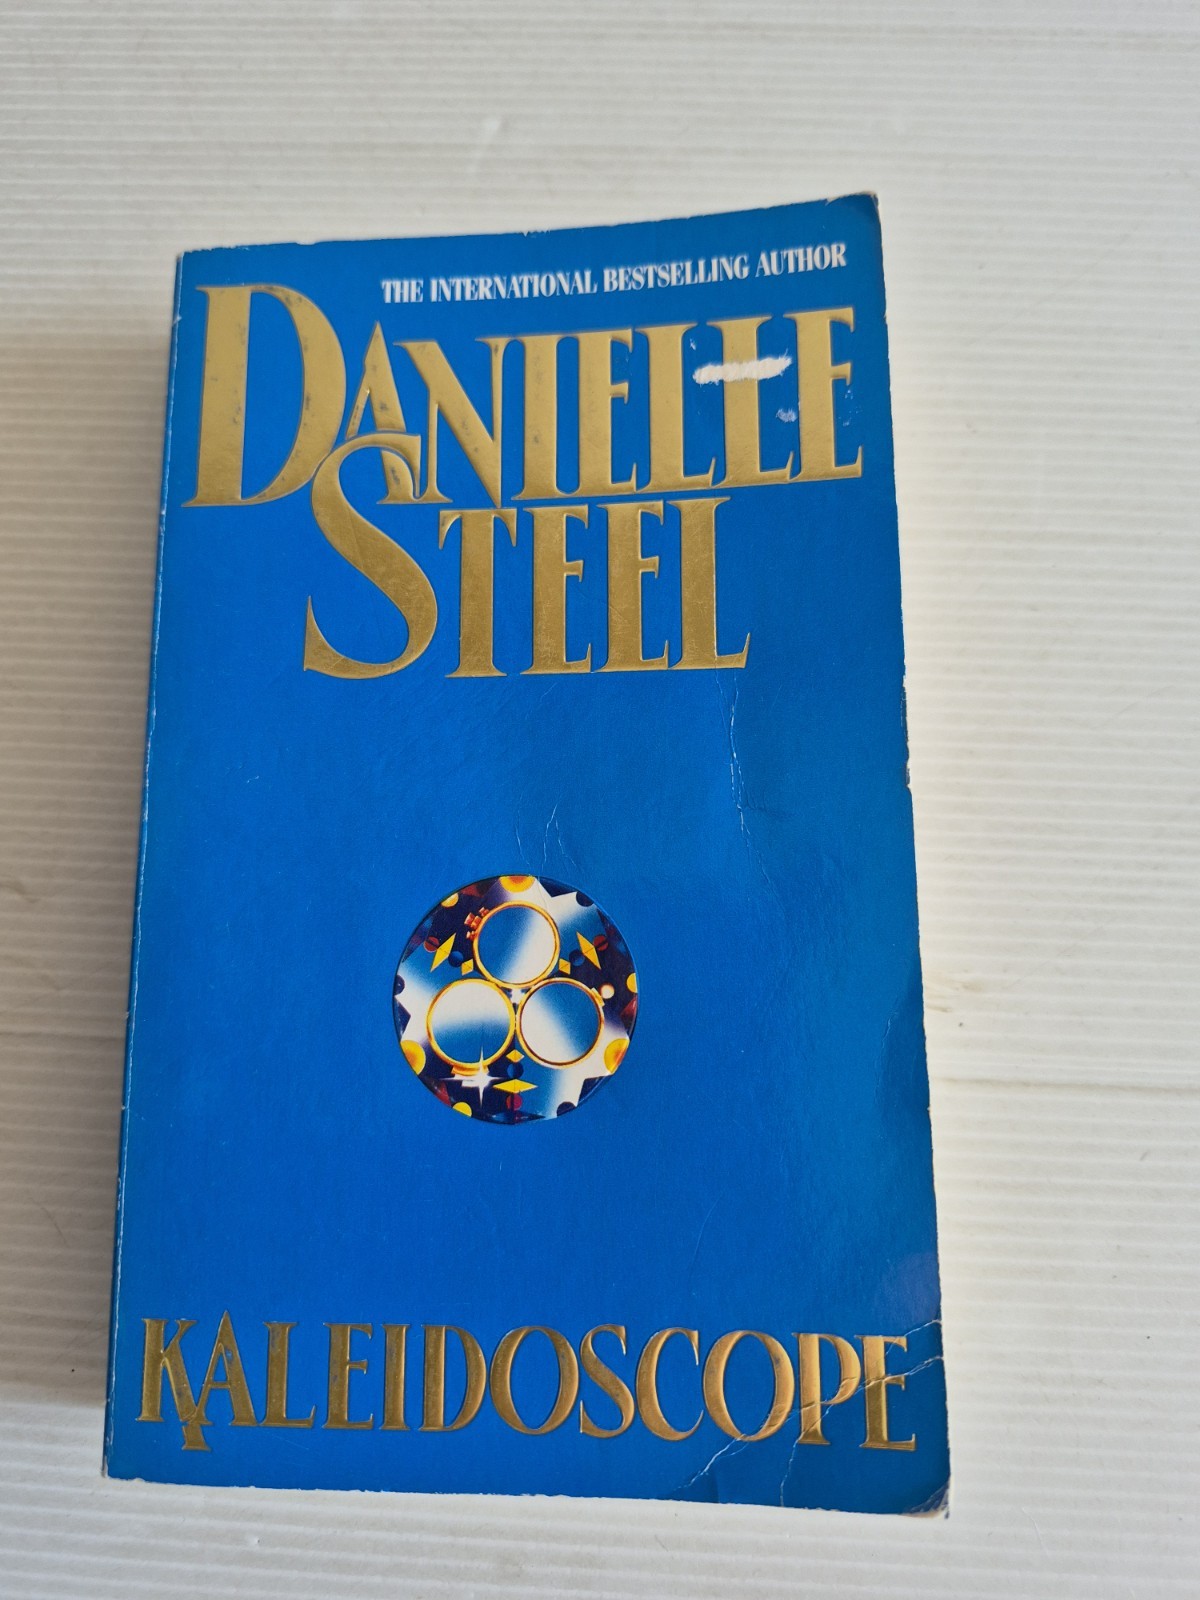 THE INTERNATIONAL BESTSELLING AUTHOR
DANIELLE
STEEL
KALEIDOSCOPE